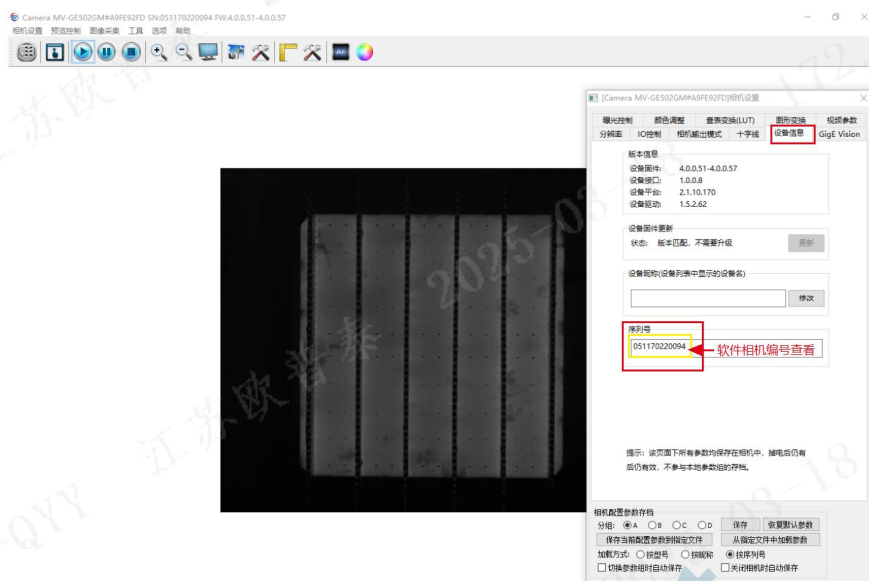 Camera MV-GE502GM#A9FE92FD SN:051170220094 FW:4.0.0.51-4.0.0.57
相机设置 预览控制 图像采集 工具 选项 帮助
[Camera MV-GE502GM#A9FE92FD]相机设置
曝光控制 颜色调整 查表变换(LUT) 图形变换 视频参数
分辨率 IO控制 相机输出模式 十字线 设备信息 GigE Vision
版本信息
设备固件: 4.0.0.51-4.0.0.57
设备接口: 1.0.0.8
设备平台: 2.1.10.170
设备驱动: 1.5.2.62
设备固件更新
状态: 版本匹配，不需要升级 更新
设备昵称(设备列表中显示的设备名)
修改
序列号
051170220094 软件相机编号查看
提示: 该页面下所有参数均保存在相机中，掉电后仍有
后仍有效，不参与本地参数组的存档。
相机配置参数存档
分组: A B C D 保存 恢复默认参数
保存当前配置参数到指定文件 从指定文件中加载参数
加载方式: 按型号 按昵称 按序列号
切换参数组时自动保存 关闭相机时自动保存
江苏欧普泰 2025-03-18
172.
QYY
03-18